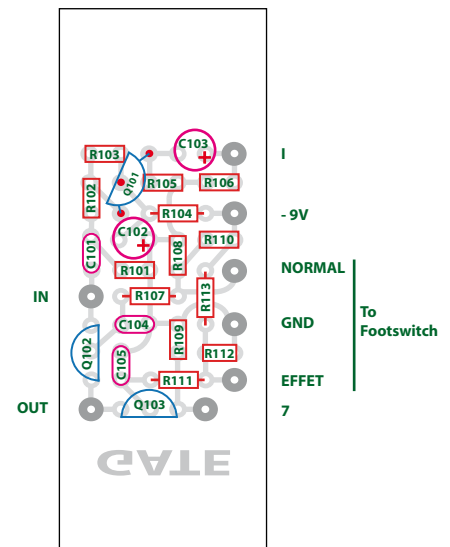 C103
R103
I
Q101
R105
R106
R102
R104
- 9V
C102
R108
R110
C101
R101
NORMAL
R107
R113
IN
To
Footswitch
C104
GND
R109
Q102
C105
R112
R111
EFFET
OUT
Q103
7
GATE